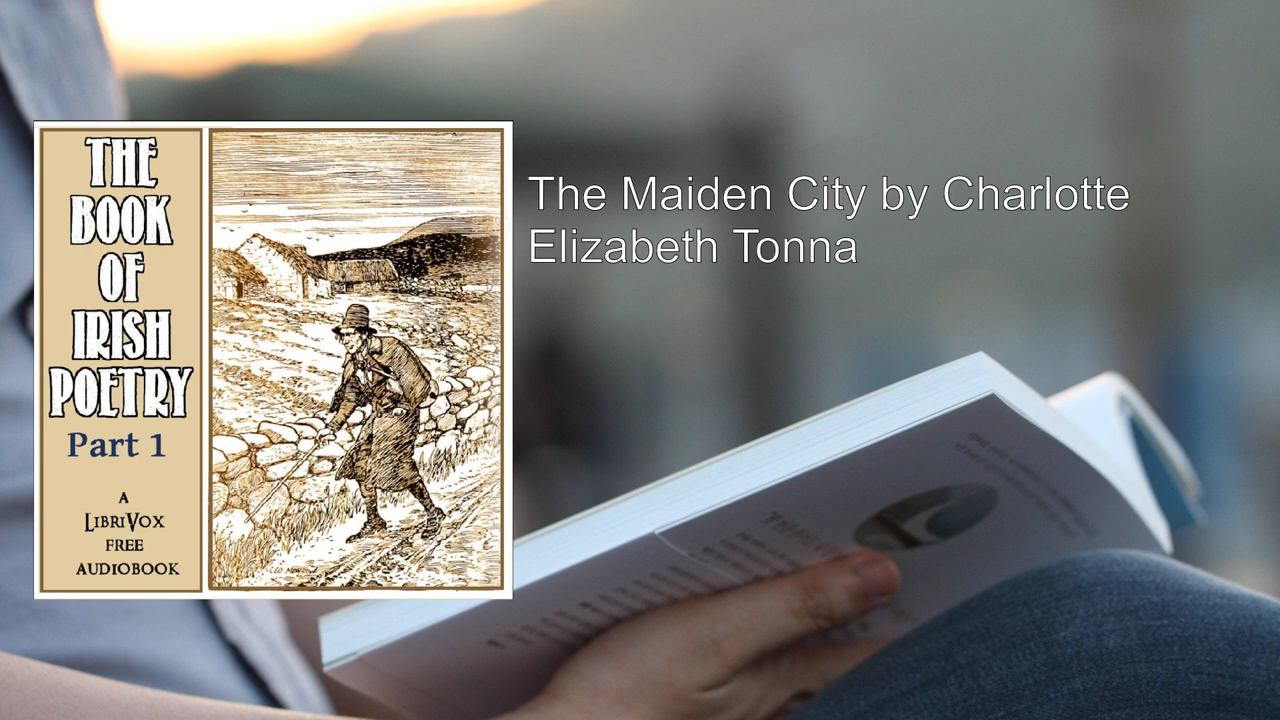 THE
BOOK
OF
IRISH
POETRY
Part 1
A
LIBRIVOX
FREE
AUDIOBOOK
The Maiden City by Charlotte
Elizabeth Tonna